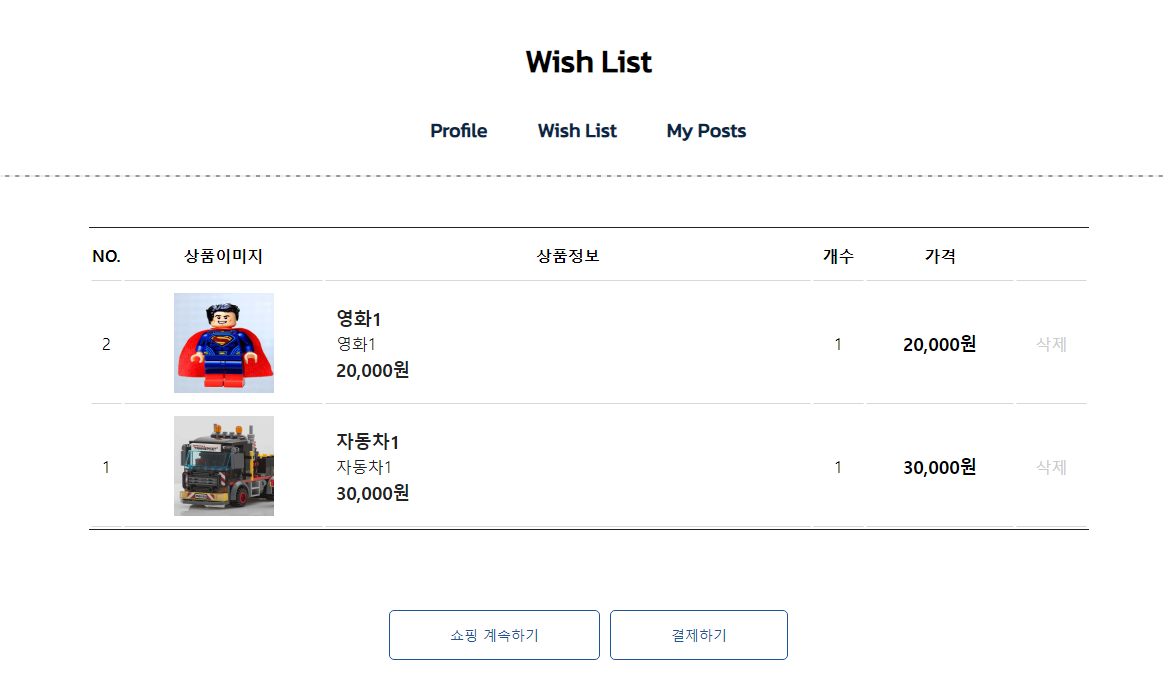 Wish List
Profile Wish List My Posts
NO. 상품이미지 상품정보 개수 가격
영화1
2 영화1 1 20,000원 삭제
20,000원
자동차1
1 자동차1 1 30,000원 삭제
30,000원
쇼핑 계속하기 결제하기